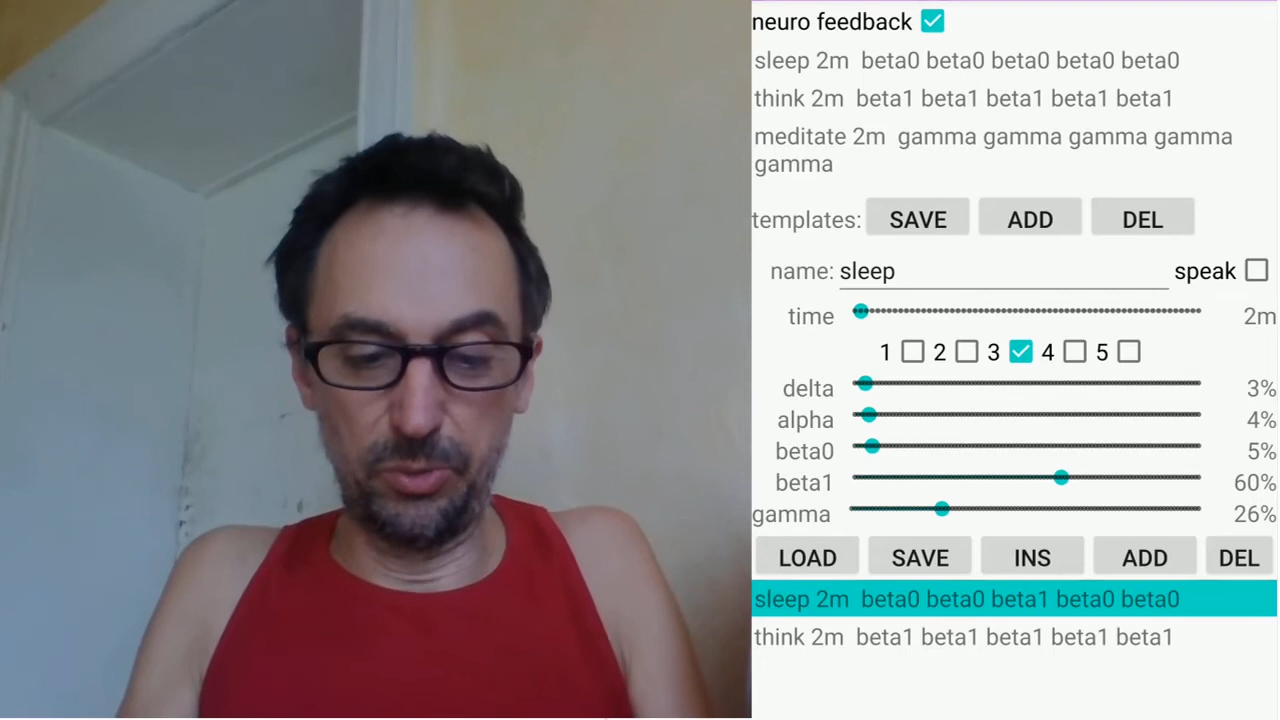 neuro feedback
sleep 2m beta0 beta0 beta0 beta0 beta0
think 2m beta1 beta1 beta1 beta1 beta1
meditate 2m gamma gamma gamma gamma
gamma
templates: SAVE ADD DEL
name: sleep speak
time 2m
1 2 3 4 5
delta 3%
alpha 4%
beta0 5%
beta1 60%
gamma 26%
LOAD SAVE INS ADD DEL
sleep 2m beta0 beta0 beta1 beta0 beta0
think 2m beta1 beta1 beta1 beta1 beta1